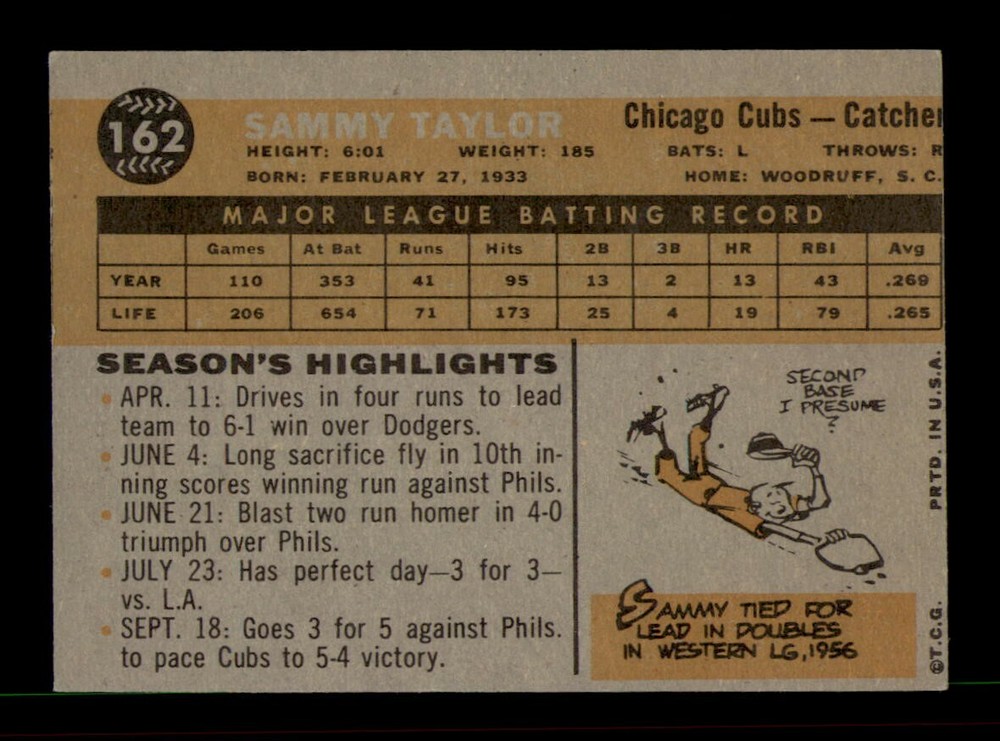 162
SAMMY TAYLOR
Chicago Cubs — Catcher
HEIGHT: 6:01 WEIGHT: 185 BATS: L THROWS: R
BORN: FEBRUARY 27, 1933 HOME: WOODRUFF, S. C.
MAJOR LEAGUE BATTING RECORD
Games At Bat Runs Hits 2B 3B HR RBI Avg
YEAR 110 353 41 95 13 2 13 43 .269
LIFE 206 654 71 173 25 4 19 79 .265
SEASON'S HIGHLIGHTS
• APR. 11: Drives in four runs to lead
team to 6-1 win over Dodgers.
• JUNE 4: Long sacrifice fly in 10th in-
ning scores winning run against Phils.
• JUNE 21: Blast two run homer in 4-0
triumph over Phils.
• JULY 23: Has perfect day—3 for 3—
vs. L.A.
• SEPT. 18: Goes 3 for 5 against Phils.
to pace Cubs to 5-4 victory.
SECOND
BASE
I PRESUME
?
SAMMY TIED FOR
LEAD IN DOUBLES
IN WESTERN LG, 1956
PRTD. IN U.S.A.
©T.C.G.